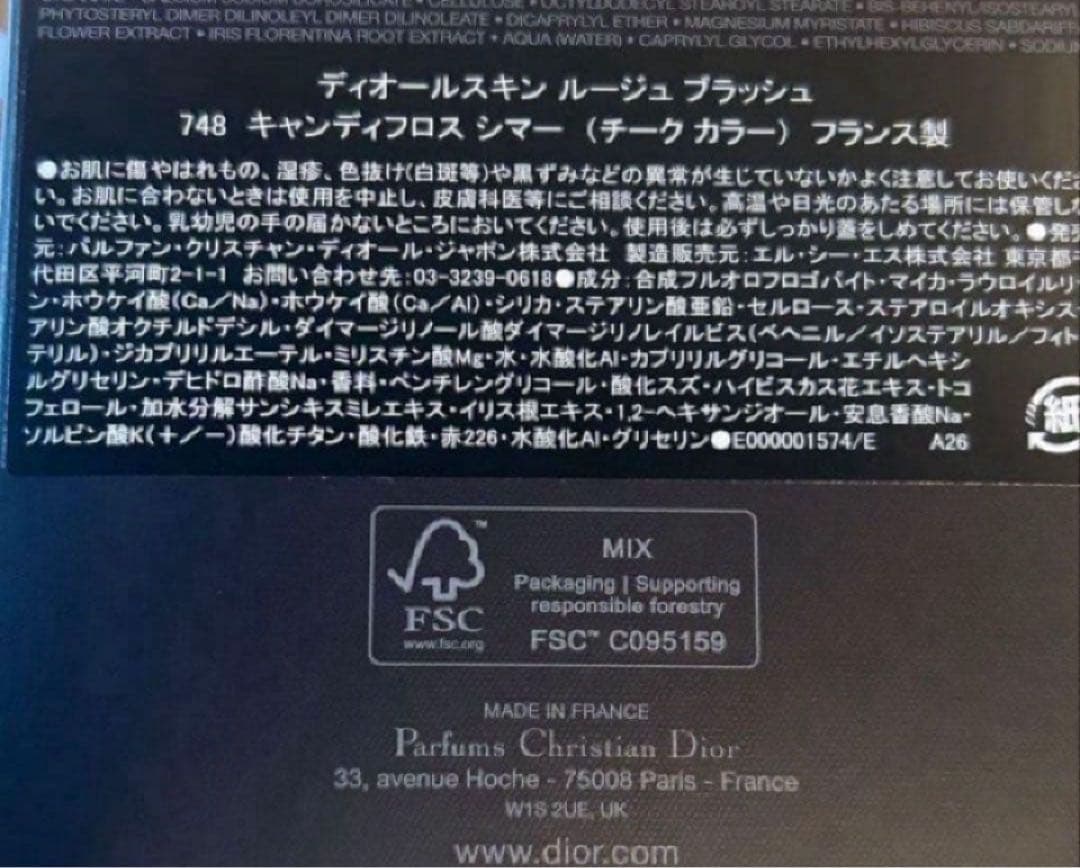 CELLULOSE • OCTYLDODECYL STEAROYL STEARATE • BIS-BEHENYL/ISOSTEARYL
PHYTOSTERYL DIMER DILINOLEYL DIMER DILINOLEATE • DICAPRYLYL ETHER • MAGNESIUM MYRISTATE • HIBISCUS SABDARIFF
FLOWER EXTRACT • IRIS FLORENTINA ROOT EXTRACT • AQUA (WATER) • CAPRYLYL GLYCOL • ETHYLHEXYLGLYCERIN • SODIU
ディオールスキン ルージュ ブラッシュ
748 キャンディフロス シマー (チーク カラー) フランス製
●お肌に傷やはれもの、湿疹、色抜け(白斑等)や黒ずみなどの異常が生じていないかよく注意してお使いくださ
い。お肌に合わないときは使用を中止し、皮膚科医等にご相談ください。高温や日光のあたる場所には保管しな
いでください。乳幼児の手の届かないところにおいてください。使用後は必ずしっかり蓋をしめてください。●発売
元:パルファン・クリスチャン・ディオール・ジャポン株式会社 製造販売元:エル・シー・エス株式会社 東京都千
代田区平河町2-1-1 お問い合わせ先:03-3239-0618●成分:合成フルオロフロゴパイト・マイカ・ラウロイルリ
ン・ホウケイ酸(Ca/Na)・ホウケイ酸(Ca/Al)・シリカ・ステアリン酸亜鉛・セルロース・ステアロイルオキシス
アリン酸オクチルドデシル・ダイマージリノール酸ダイマージリノレイルビス(ベヘニル/イソステアリル/フィト
テリル)・ジカプリリルエーテル・ミリスチン酸Mg・水・水酸化Al・カプリリルグリコール・エチルヘキシ
ルグリセリン・デヒドロ酢酸Na・香料・ペンチレングリコール・酸化スズ・ハイビスカス花エキス・トコ
フェロール・加水分解サンシキスミレエキス・イリス根エキス・1,2-ヘキサンジオール・安息香酸Na・
ソルビン酸K(+/-)酸化チタン・酸化鉄・赤226・水酸化Al・グリセリン●E000001574/E A26
紙
FSC™
www.fsc.org
MIX
Packaging | Supporting
responsible forestry
FSC™ C095159
MADE IN FRANCE
Parfums Christian Dior
33, avenue Hoche - 75008 Paris - France
W1S 2UE, UK
www.dior.com